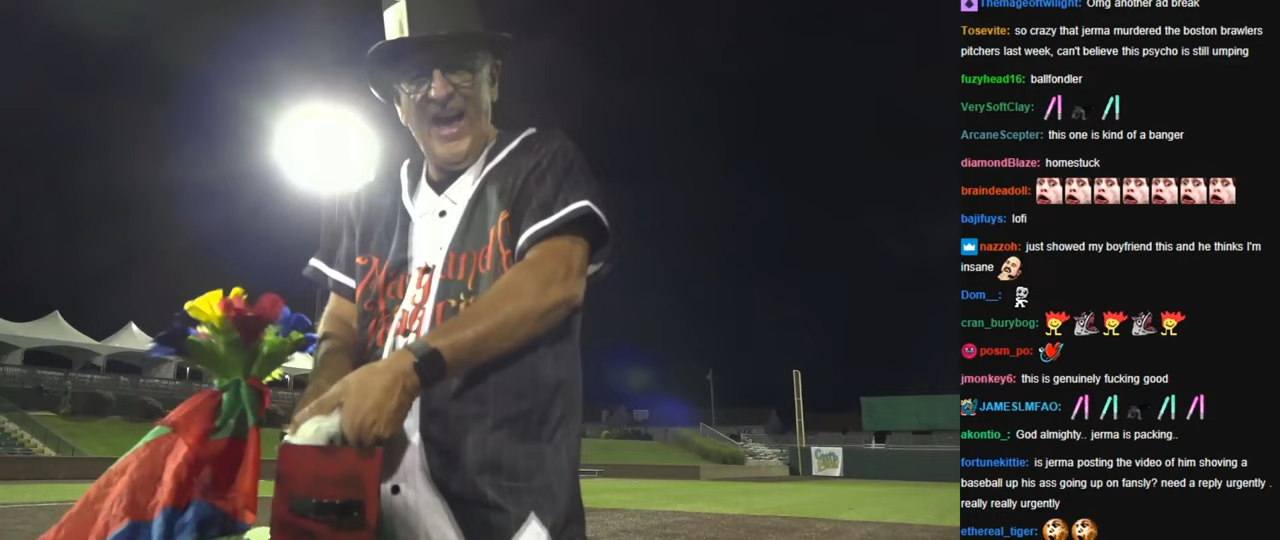 Maryland
Themageoftwilight: Omg another ad break
Tosevite: so crazy that jerma murdered the boston brawlers
pitchers last week, can't believe this psycho is still umping
fuzyhead16: ballfondler
VerySoftClay:
ArcaneScepter: this one is kind of a banger
diamondBlaze: homestuck
braindeadoll:
bajifuys: lofi
nazzoh: just showed my boyfriend this and he thinks I'm
insane
Dom__:
cran_burybog:
posm_po:
jmonkey6: this is genuinely fucking good
JAMESLMFAO:
akontio_: God almighty.. jerma is packing..
fortunekittie: is jerma posting the video of him shoving a
baseball up his ass going up on fansly? need a reply urgently .
really really urgently
ethereal_tiger: